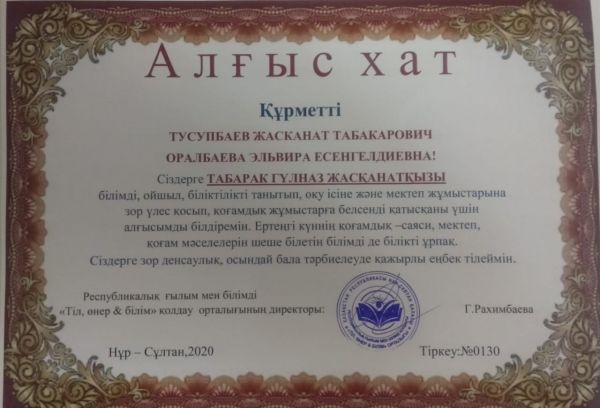 Алғыс хат
Құрметті
ТУСУПБАЕВ ЖАСКАНАТ ТАБАКАРОВИЧ
ОРАЛБАЕВА ЭЛЬВИРА ЕСЕНГЕЛДИЕВНА!
Сіздерге ТАБАРАК ГҮЛНАЗ ЖАСҚАНАТҚЫЗЫ
білімді, ойшыл, біліктілікті танытып, оқу ісіне және мектеп жұмыстарына
зор үлес қосып, қоғамдық жұмыстарға белсенді қатысқаны үшін
алғысымды білдіремін. Ертеңгі күннің қоғамдық –саяси, мектеп,
қоғам мәселелерін шеше білетін білімді де білікті ұрпақ.
Сіздерге зор денсаулық, осындай бала тәрбиелеуде қажырлы еңбек тілеймін.
Республикалық ғылым мен білімді
«Тіл, өнер & білім» қолдау орталығының директоры:
Г.Рахимбаева
Нұр – Сұлтан,2020
Тіркеу:№0130